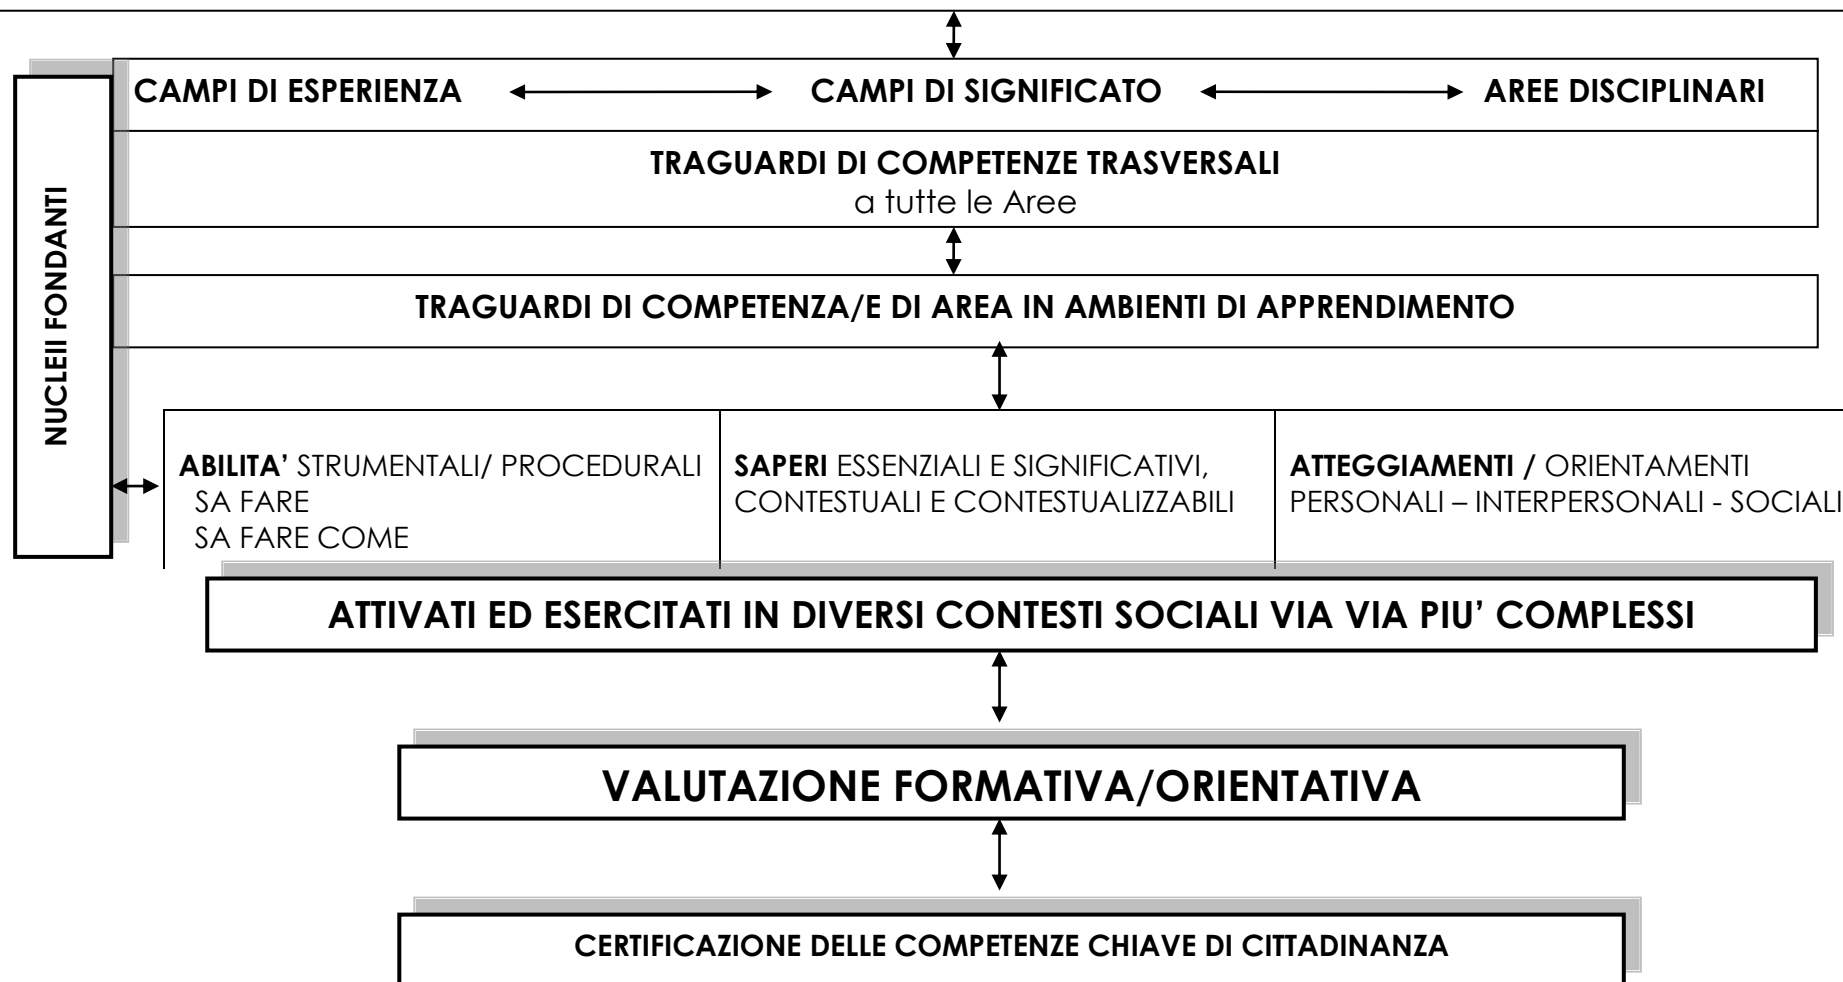 CAMPI DI ESPERIENZA CAMPI DI SIGNIFICATO AREE DISCIPLINARI
TRAGUARDI DI COMPETENZE TRASVERSALI
a tutte le Aree
NUCLEII FONDANTI
TRAGUARDI DI COMPETENZA/E DI AREA IN AMBIENTI DI APPRENDIMENTO
ABILITA’ STRUMENTALI/ PROCEDURALI
SA FARE
SA FARE COME
SAPERI ESSENZIALI E SIGNIFICATIVI,
CONTESTUALI E CONTESTUALIZZABILI
ATTEGGIAMENTI / ORIENTAMENTI
PERSONALI – INTERPERSONALI - SOCIALI
ATTIVATI ED ESERCITATI IN DIVERSI CONTESTI SOCIALI VIA VIA PIU’ COMPLESSI
VALUTAZIONE FORMATIVA/ORIENTATIVA
CERTIFICAZIONE DELLE COMPETENZE CHIAVE DI CITTADINANZA